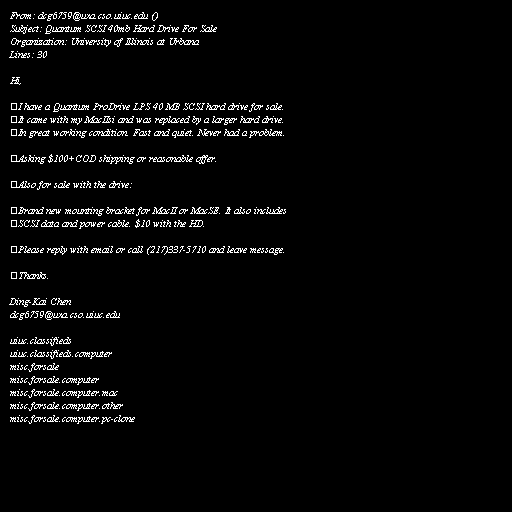 From: dcg6759@uxa.cso.uiuc.edu ()
Subject: Quantum SCSI 40mb Hard Drive For Sale
Organization: University of Illinois at Urbana
Lines: 30
Hi,
I have a Quantum ProDrive LPS 40 MB SCSI hard drive for sale.
It came with my MacIIsi and was replaced by a larger hard drive.
In great working condition. Fast and quiet. Never had a problem.
Asking $100+ COD shipping or reasonable offer.
Also for sale with the drive:
Brand new mounting bracket for MacII or MacSE. It also includes
SCSI data and power cable. $10 with the HD.
Please reply with email or call (217)337-5710 and leave message.
Thanks.
Ding-Kai Chen
dcg6759@uxa.cso.uiuc.edu
uiuc.classifieds
uiuc.classifieds.computer
misc.forsale
misc.forsale.computer
misc.forsale.computer.mac
misc.forsale.computer.other
misc.forsale.computer.pc-clone